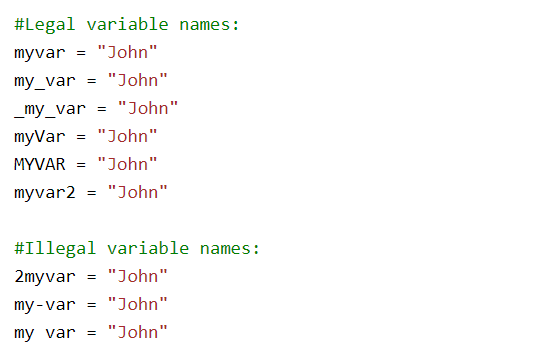 #Legal variable names:
myvar = "John"
my_var = "John"
_my_var = "John"
myVar = "John"
MYVAR = "John"
myvar2 = "John"
#Illegal variable names:
2myvar = "John"
my-var = "John"
my var = "John"